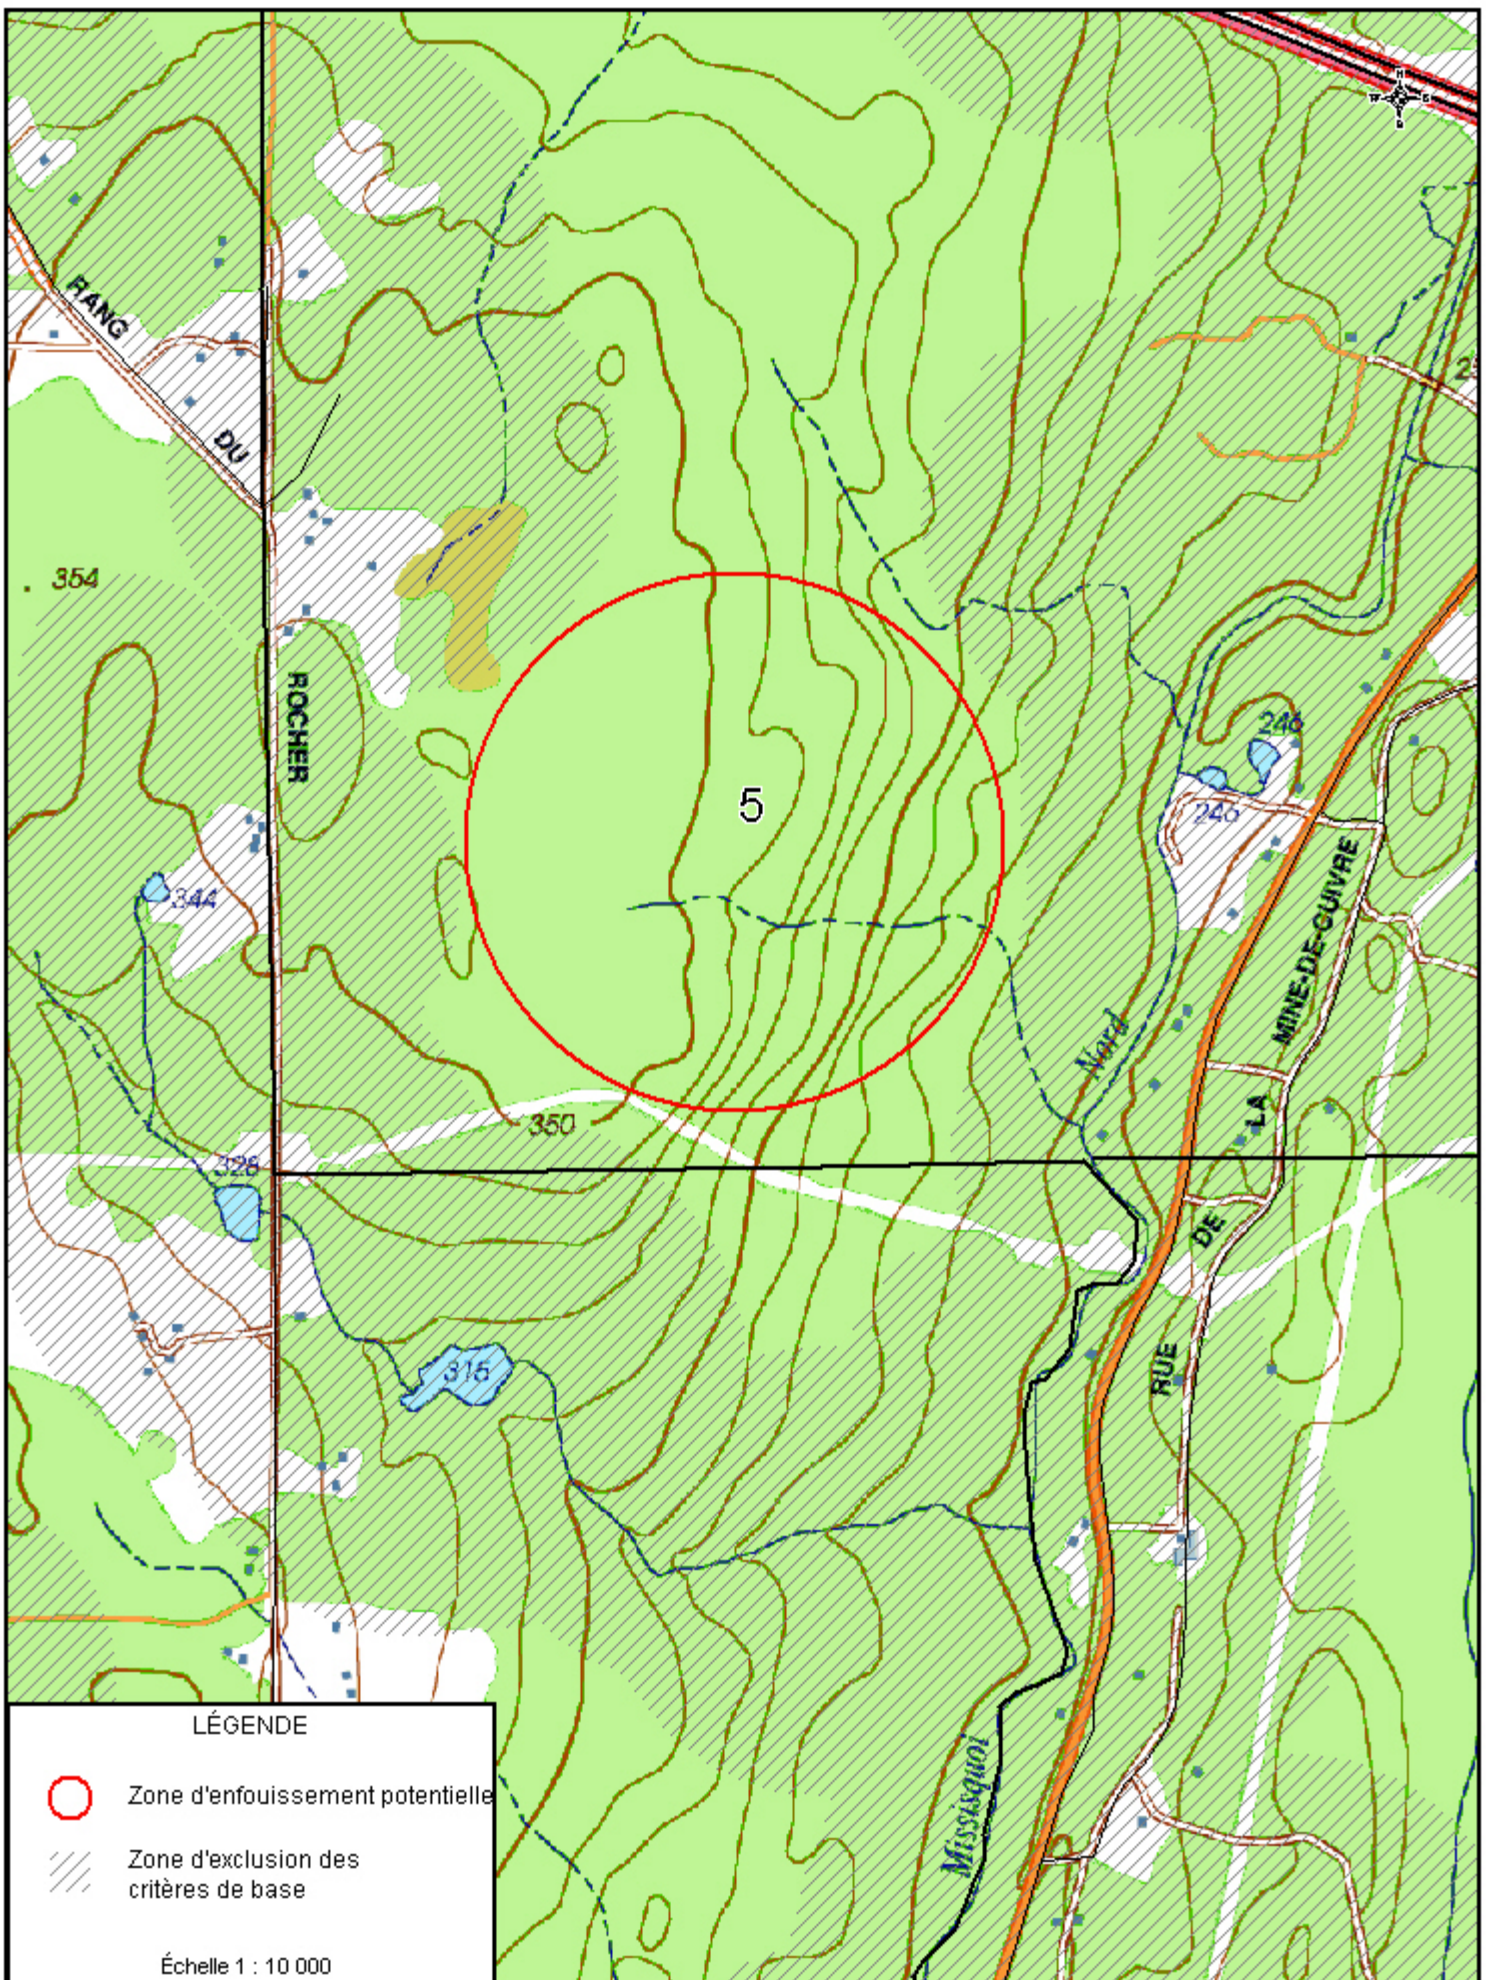 N
W E
S
RANG
DU
ROCHER
354
5
246
246
344
MINE-DE-CUIVRE
LA
DE
RUE
Nord
350
328
315
Missisquoi
LÉGENDE
Zone d'enfouissement potentielle
Zone d'exclusion des
critères de base
Échelle 1 : 10 000